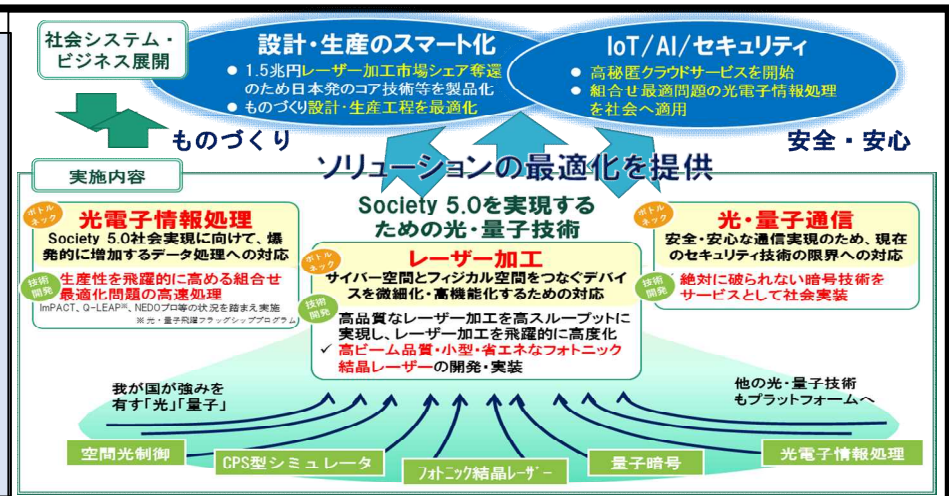 社会システム・
ビジネス展開
設計・生産のスマート化
● 1.5兆円レーザー加工市場シェア奪還
のため日本発のコア技術等を製品化
● ものづくり設計・生産工程を最適化
IoT/AI/セキュリティ
● 高秘匿クラウドサービスを開始
● 組合せ最適問題の光電子情報処理
を社会へ適用
ものづくり
安全・安心
ソリューションの最適化を提供
実施内容
Society 5.0を実現する
ための光・量子技術
ボトル
ネック
光電子情報処理
Society 5.0社会実現に向けて、爆
発的に増加するデータ処理への対応
技術
開発
生産性を飛躍的に高める組合せ
最適化問題の高速処理
ImPACT、Q-LEAP※、NEDOプロ等の状況を踏まえ実施
※ 光・量子飛躍フラッグシッププログラム
ボトル
ネック
レーザー加工
サイバー空間とフィジカル空間をつなぐデバイ
スを微細化・高機能化するための対応
技術
開発
高品質なレーザー加工を高スループットに
実現し、レーザー加工を飛躍的に高度化
✓ 高ビーム品質・小型・省エネなフォトニック
結晶レーザーの開発・実装
ボトル
ネック
光・量子通信
安全・安心な通信実現のため、現在
のセキュリティ技術の限界への対応
技術
開発
絶対に破られない暗号技術を
サービスとして社会実装
我が国が強みを
有す「光」「量子」
他の光・量子技術
もプラットフォームへ
空間光制御
CPS型シミュレータ
フォトニック結晶レーザー
量子暗号
光電子情報処理